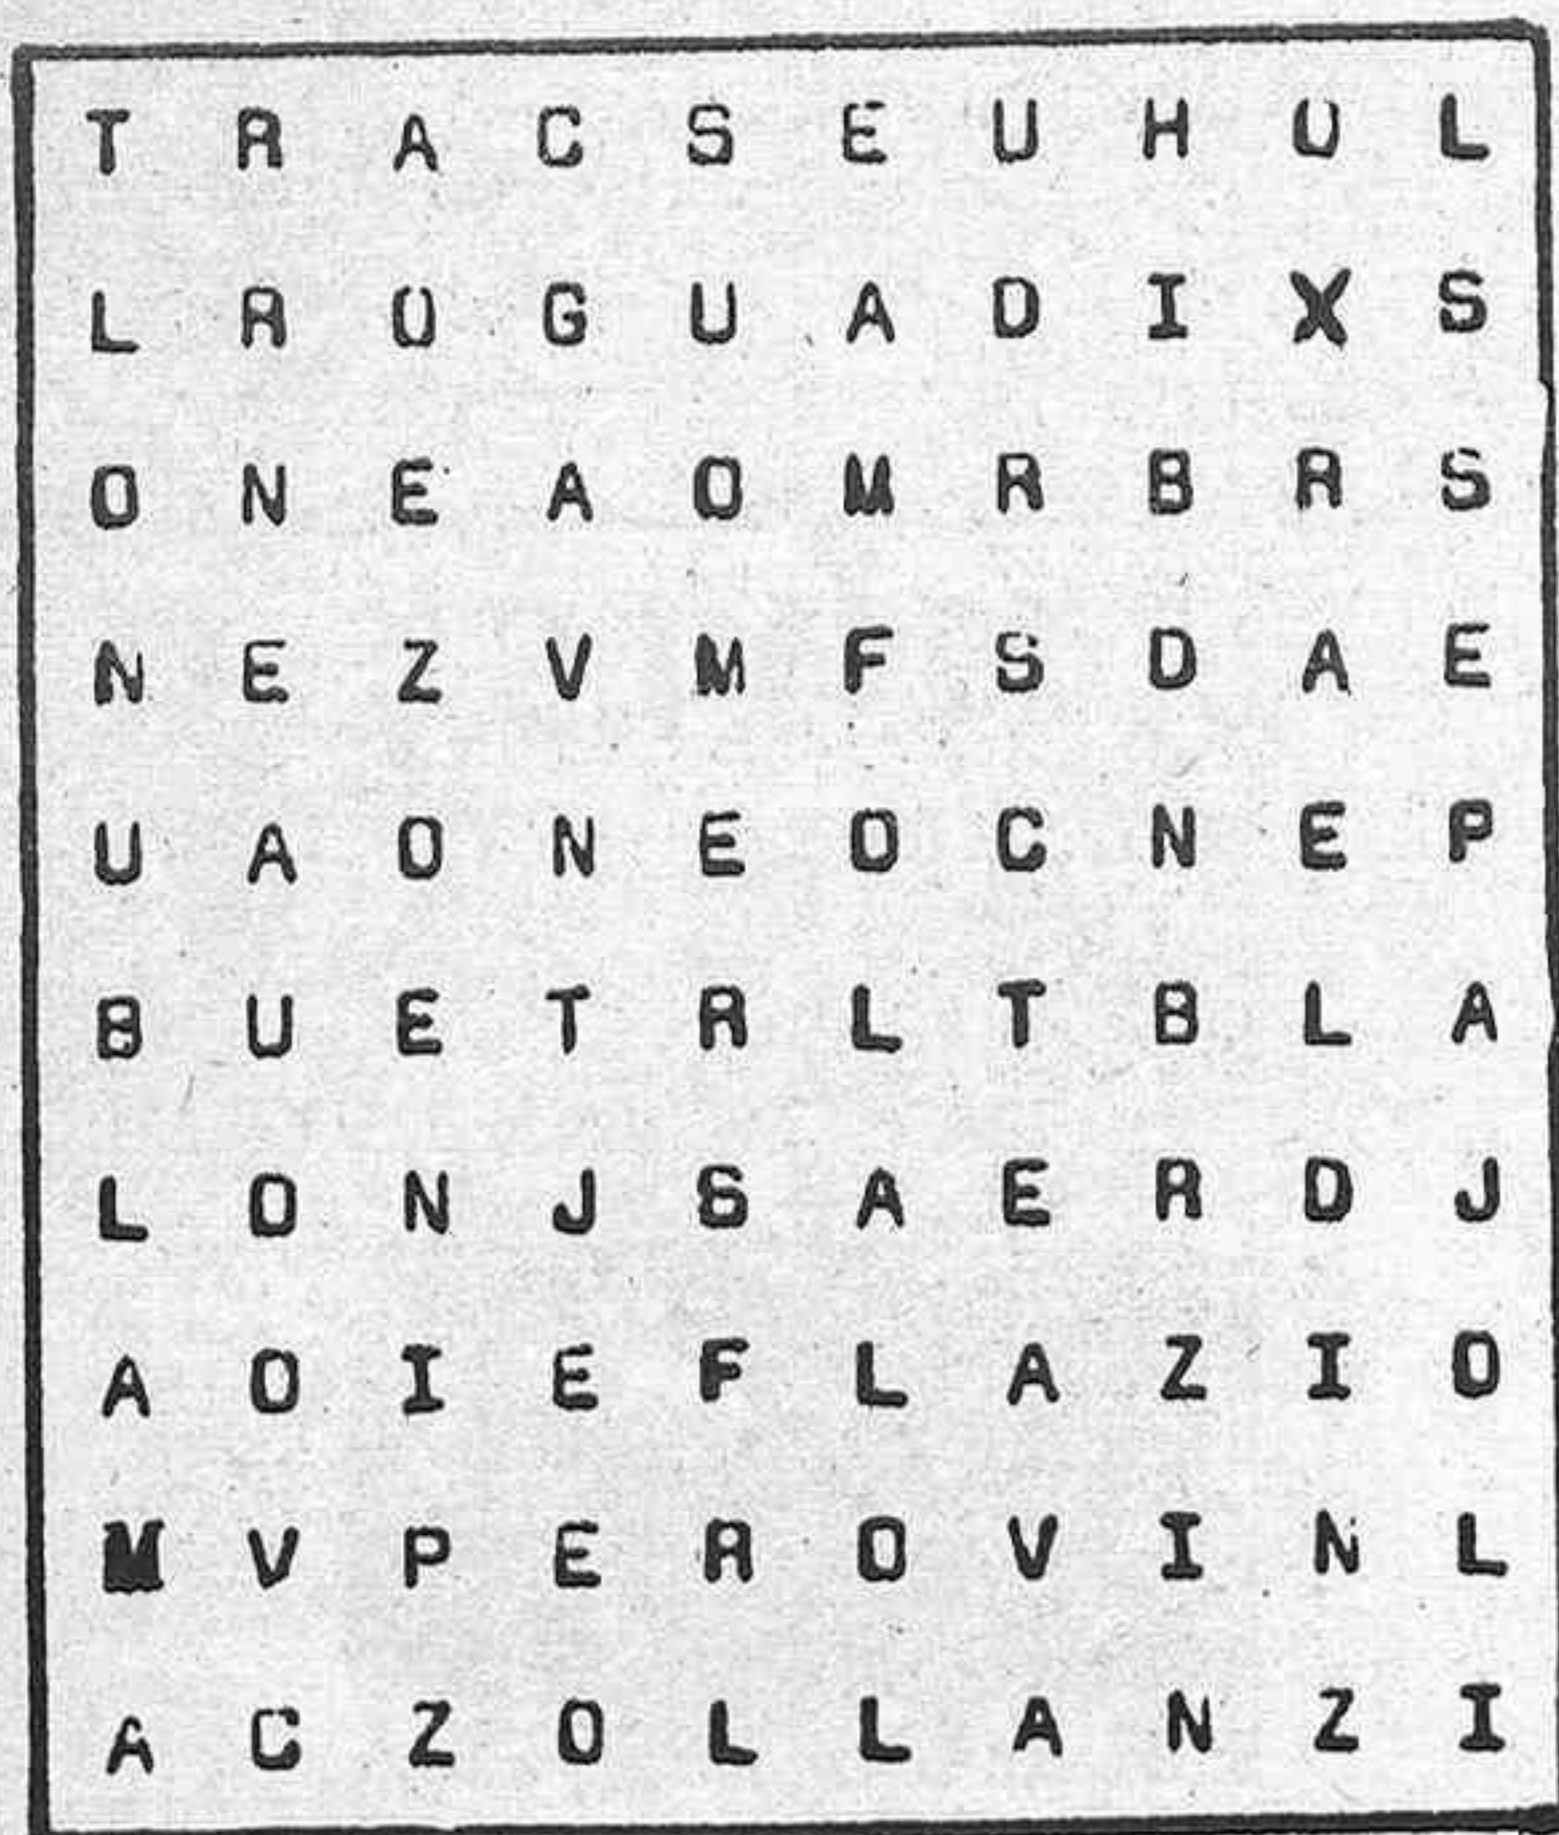 T R A C S E U H U L
L R U G U A D I X S
O N E A O M R B R S
N E Z V M F S D A E
U A O N E O C N E P
B U E T R L T B L A
L O N J S A E R D J
A O I E F L A Z I O
M V P E R O V I N L
A C Z O L L A N Z I